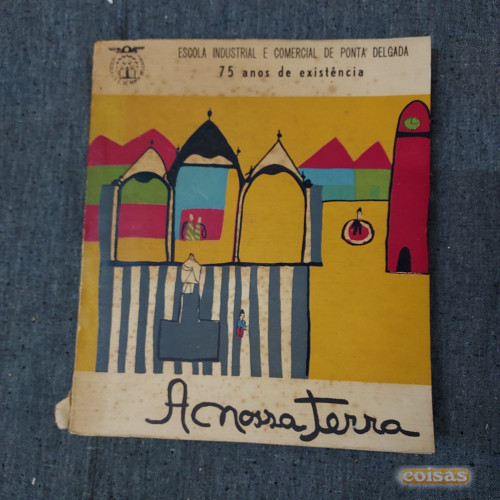 ESCOLA INDUSTRIAL E COMERCIAL DE PONTA DELGADA
75 anos de existência
A nossa terra
coisas